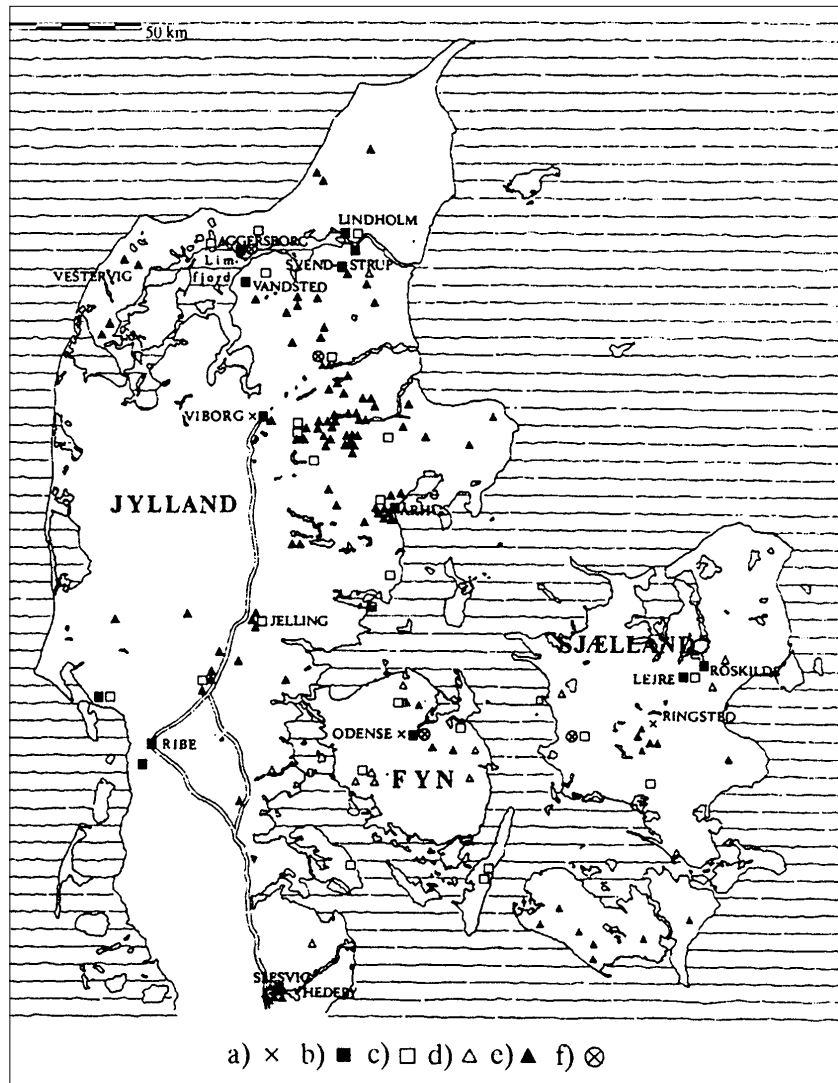 50 km
LINDHOLM
AGGERSBORG
Lim
fjord
SVEND STRUP
VESTERVIG
VANDSTED
VIBORG
JYLLAND
JELLING
SJÆLLAND
ROSKILDE
LEJRE
RINGSTED
ODENSE
RIBE
FYN
SLESVIG
HEDEBY
a) × b) ■ c) □ d) △ e) ▲ f) ⊗